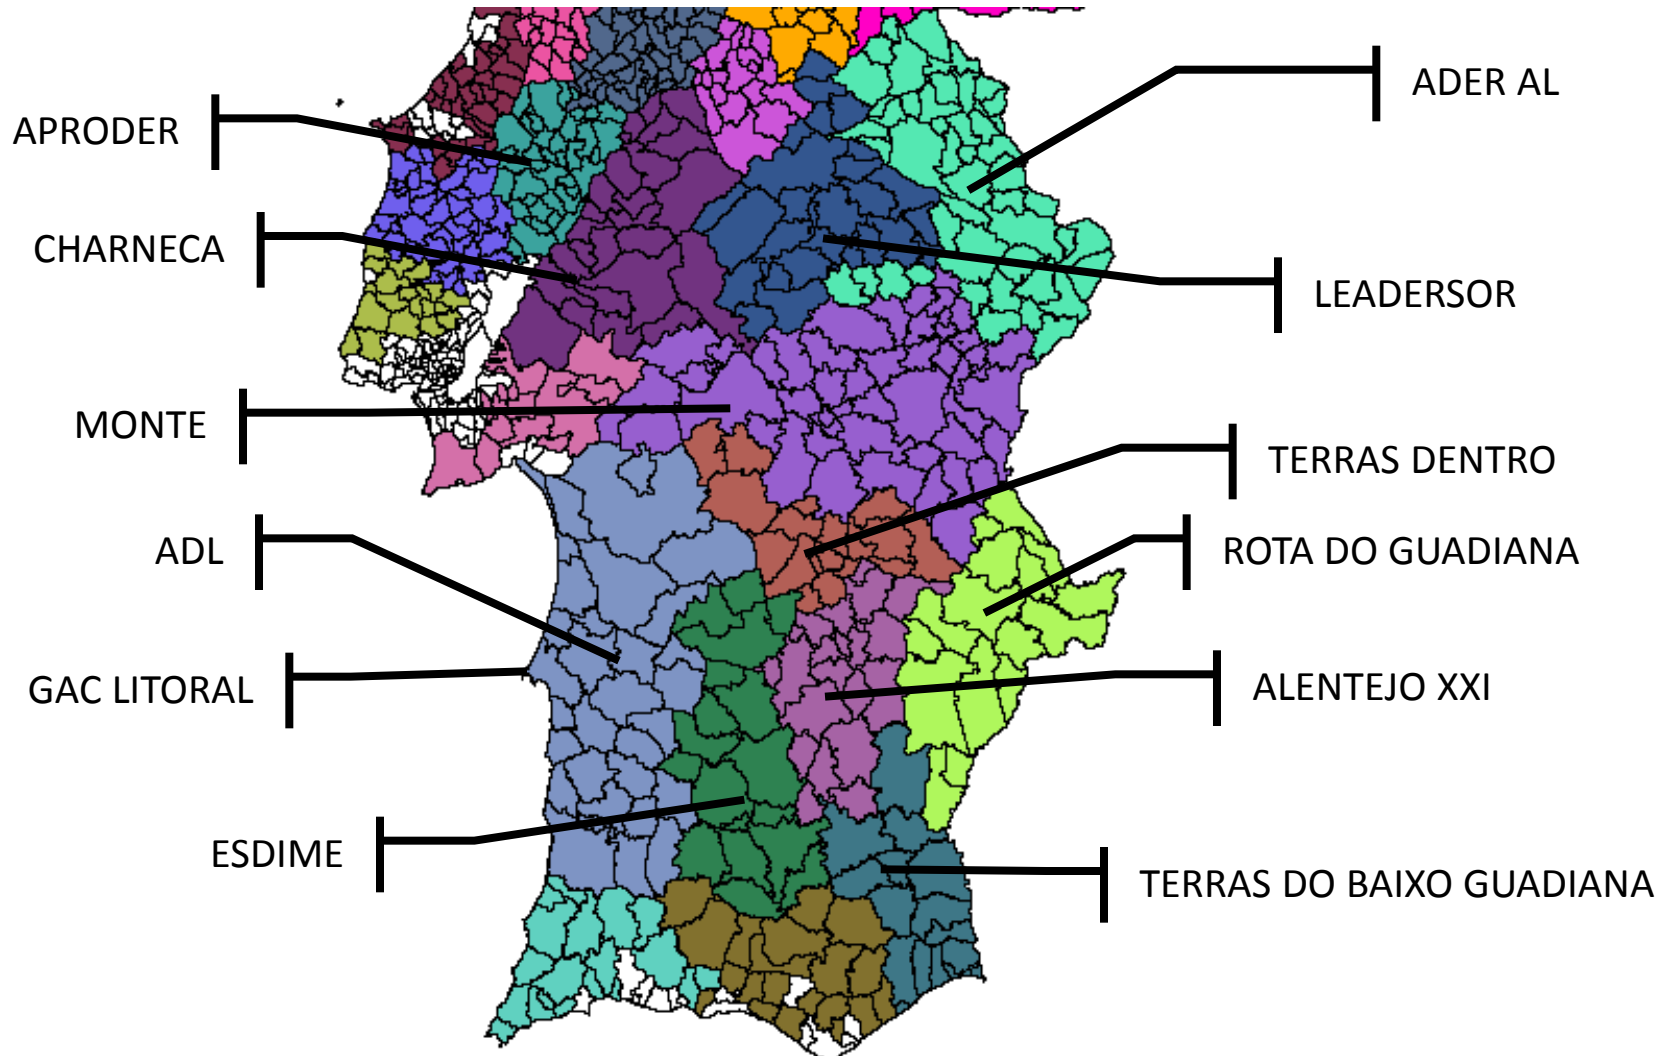 ADER AL
APRODER
CHARNECA
LEADERSOR
MONTE
TERRAS DENTRO
ADL
ROTA DO GUADIANA
GAC LITORAL
ALENTEJO XXI
ESDIME
TERRAS DO BAIXO GUADIANA